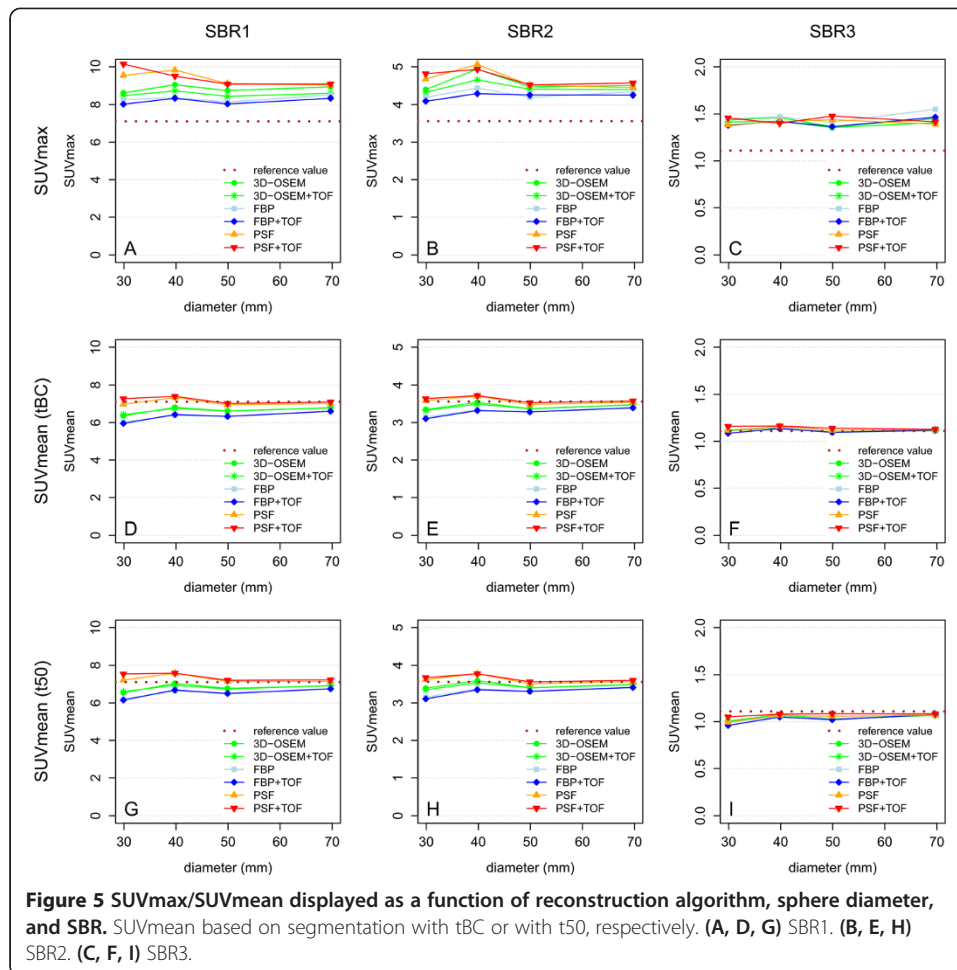 SBR1 SBR2 SBR3
SUVmax
SUVmax
0 2 4 6 8 10
reference value
3D-OSEM
3D-OSEM+TOF
FBP
FBP+TOF
PSF
PSF+TOF
A
30 40 50 60 70
diameter (mm)
SUVmax
0 1 2 3 4 5
reference value
3D-OSEM
3D-OSEM+TOF
FBP
FBP+TOF
PSF
PSF+TOF
B
30 40 50 60 70
diameter (mm)
SUVmax
0.0 0.5 1.0 1.5 2.0
reference value
3D-OSEM
3D-OSEM+TOF
FBP
FBP+TOF
PSF
PSF+TOF
C
30 40 50 60 70
diameter (mm)
SUVmean (tBC)
SUVmean
0 2 4 6 8 10
reference value
3D-OSEM
3D-OSEM+TOF
FBP
FBP+TOF
PSF
PSF+TOF
D
30 40 50 60 70
diameter (mm)
SUVmean
0 1 2 3 4 5
reference value
3D-OSEM
3D-OSEM+TOF
FBP
FBP+TOF
PSF
PSF+TOF
E
30 40 50 60 70
diameter (mm)
SUVmean
0.0 0.5 1.0 1.5 2.0
reference value
3D-OSEM
3D-OSEM+TOF
FBP
FBP+TOF
PSF
PSF+TOF
F
30 40 50 60 70
diameter (mm)
SUVmean (t50)
SUVmean
0 2 4 6 8 10
reference value
3D-OSEM
3D-OSEM+TOF
FBP
FBP+TOF
PSF
PSF+TOF
G
30 40 50 60 70
diameter (mm)
SUVmean
0 1 2 3 4 5
reference value
3D-OSEM
3D-OSEM+TOF
FBP
FBP+TOF
PSF
PSF+TOF
H
30 40 50 60 70
diameter (mm)
SUVmean
0.0 0.5 1.0 1.5 2.0
reference value
3D-OSEM
3D-OSEM+TOF
FBP
FBP+TOF
PSF
PSF+TOF
I
30 40 50 60 70
diameter (mm)
Figure 5 SUVmax/SUVmean displayed as a function of reconstruction algorithm, sphere diameter,
and SBR. SUVmean based on segmentation with tBC or with t50, respectively. (A, D, G) SBR1. (B, E, H)
SBR2. (C, F, I) SBR3.